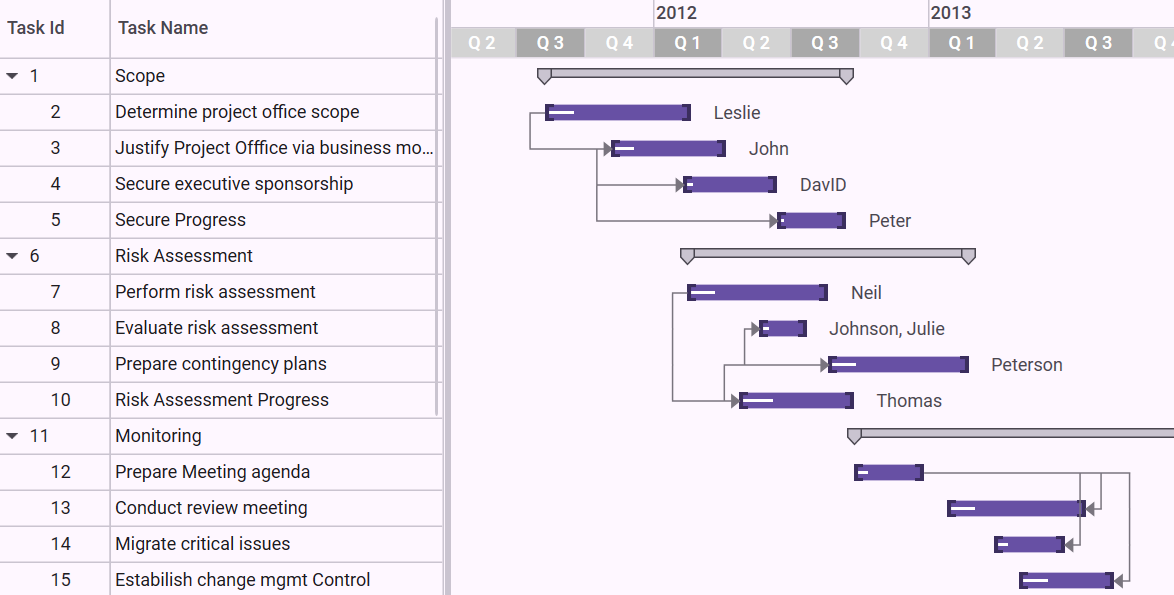 Task Id Task Name 2012 2013
Q 2 Q 3 Q 4 Q 1 Q 2 Q 3 Q 4 Q 1 Q 2 Q 3 Q
1 Scope
2 Determine project office scope Leslie
3 Justify Project Offfice via business mo... John
4 Secure executive sponsorship DavID
5 Secure Progress Peter
6 Risk Assessment
7 Perform risk assessment Neil
8 Evaluate risk assessment Johnson, Julie
9 Prepare contingency plans Peterson
10 Risk Assessment Progress Thomas
11 Monitoring
12 Prepare Meeting agenda
13 Conduct review meeting
14 Migrate critical issues
15 Estabilish change mgmt Control